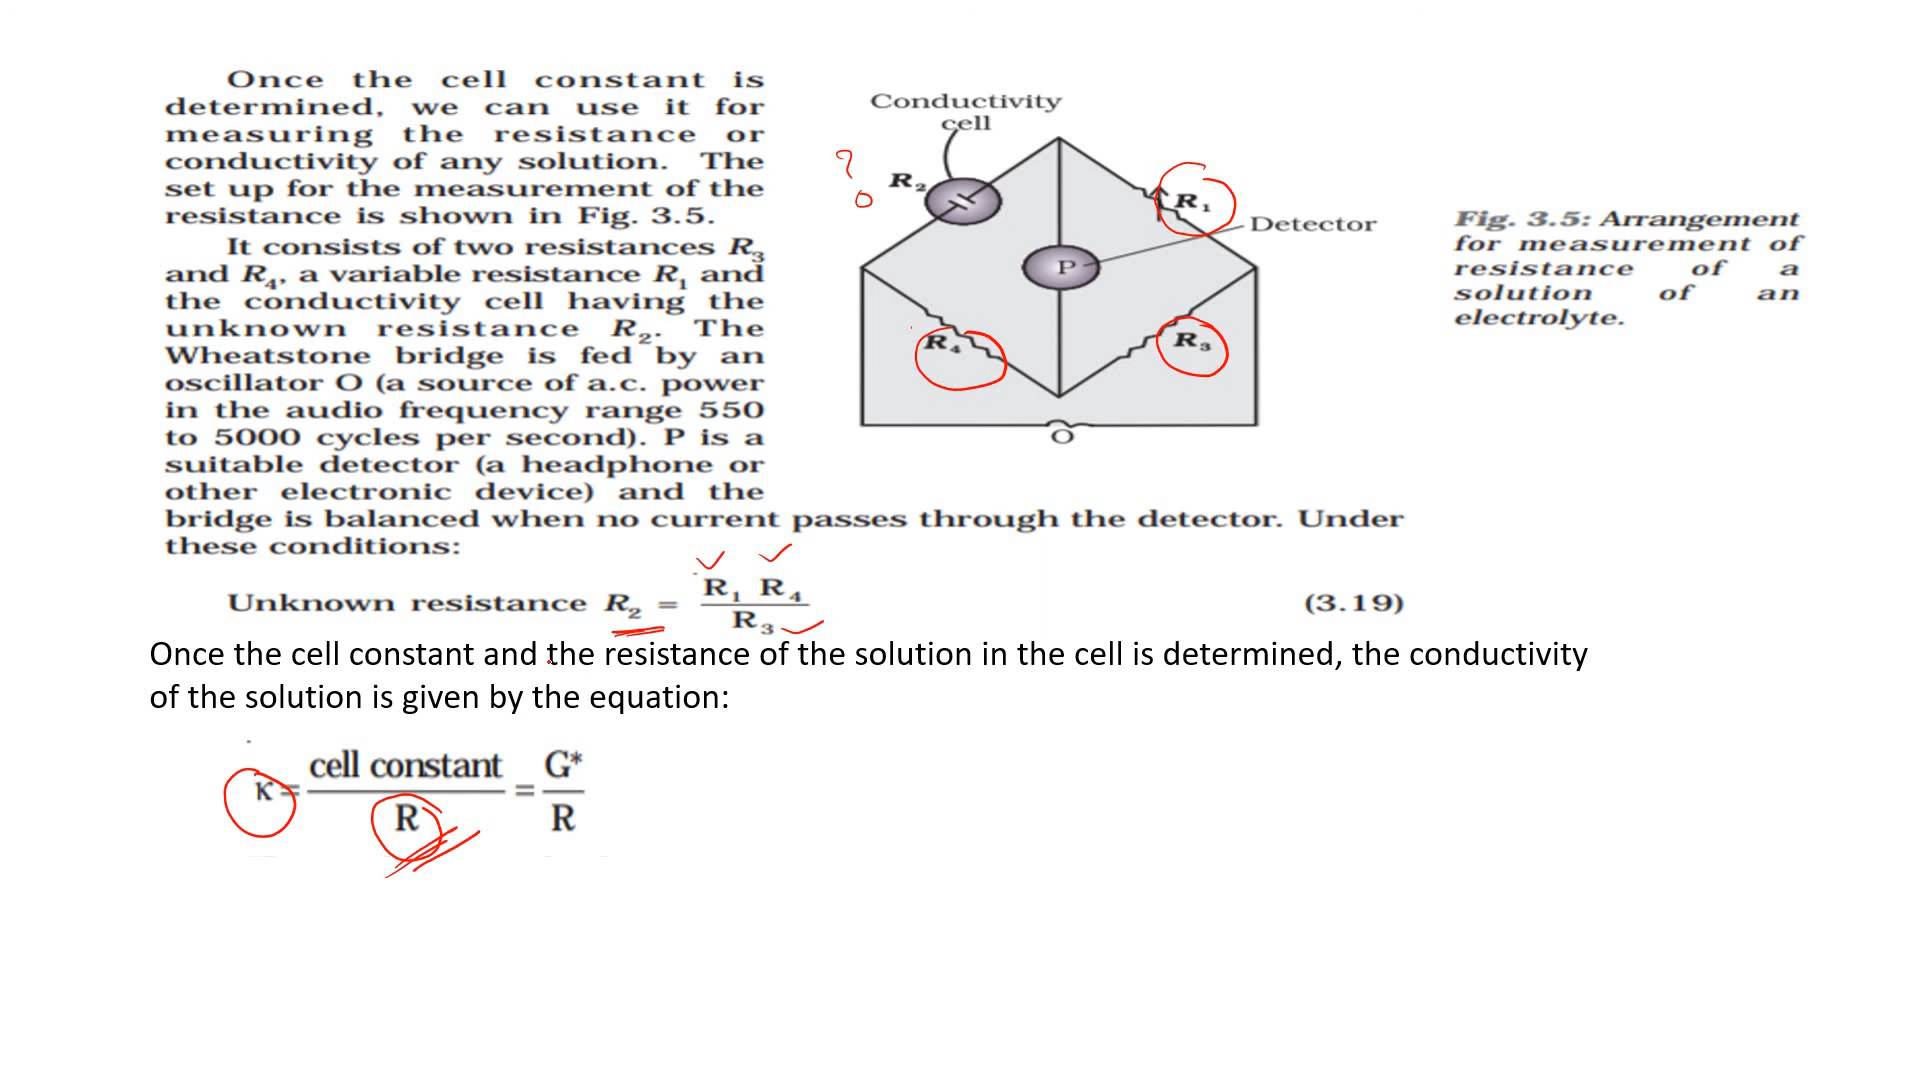 Once the cell constant is
determined, we can use it for
measuring the resistance or
conductivity of any solution. The
set up for the measurement of the
resistance is shown in Fig. 3.5.
It consists of two resistances R₃
and R₄, a variable resistance R₁ and
the conductivity cell having the
unknown resistance R₂. The
Wheatstone bridge is fed by an
oscillator O (a source of a.c. power
in the audio frequency range 550
to 5000 cycles per second). P is a
suitable detector (a headphone or
other electronic device) and the
bridge is balanced when no current passes through the detector. Under
these conditions:
Conductivity
cell
?
R₂
R₁
Detector
P
R₄
R₃
O
Fig. 3.5: Arrangement
for measurement of
resistance of a
solution of an
electrolyte.
Unknown resistance R₂ = R₁ R₄ / R₃ (3.19)
Once the cell constant and the resistance of the solution in the cell is determined, the conductivity
of the solution is given by the equation:
κ = cell constant / R = G* / R